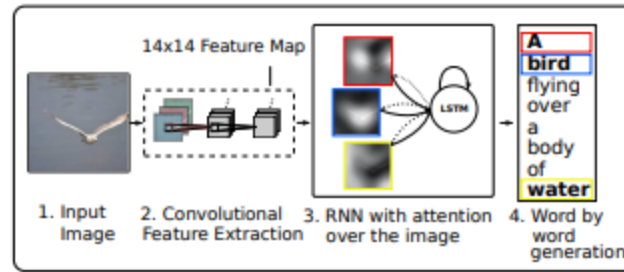 14x14 Feature Map
LSTM
A
bird
flying
over
a
body
of
water
1. Input
Image
2. Convolutional
Feature Extraction
3. RNN with attention
over the image
4. Word by
word
generation